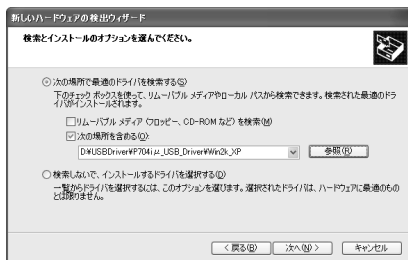 新しいハードウェアの検出ウィザード
検索とインストールのオプションを選んでください。
次の場所で最適のドライバを検索する(S)
下のチェック ボックスを使って、リムーバブル メディアやローカル パスから検索できます。検索された最適のドラ
イバがインストールされます。
リムーバブル メディア (フロッピー、CD-ROM など) を検索(M)
次の場所を含める(O):
D:¥USBDriver¥P704iμ_USB_Driver¥Win2k_XP
参照(R)
検索しないで、インストールするドライバを選択する(D)
一覧からドライバを選択するには、このオプションを選びます。選択されたドライバは、ハードウェアに最適のもの
とは限りません。
< 戻る(B)
次へ(N) >
キャンセル